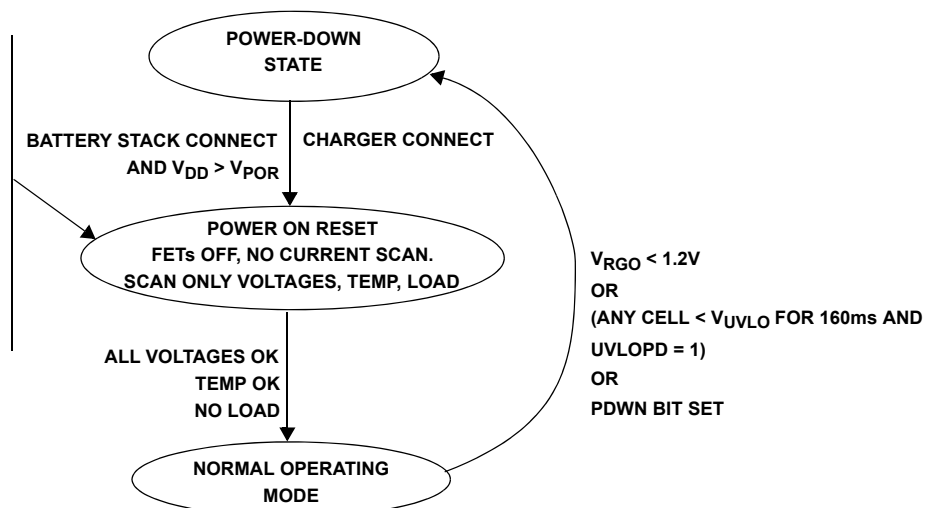 POWER-DOWN
STATE
BATTERY STACK CONNECT
AND VDD > VPOR
CHARGER CONNECT
POWER ON RESET
FETs OFF, NO CURRENT SCAN.
SCAN ONLY VOLTAGES, TEMP, LOAD
VRGO < 1.2V
OR
(ANY CELL < VUVLO FOR 160ms AND
UVLOPD = 1)
OR
PDWN BIT SET
ALL VOLTAGES OK
TEMP OK
NO LOAD
NORMAL OPERATING
MODE